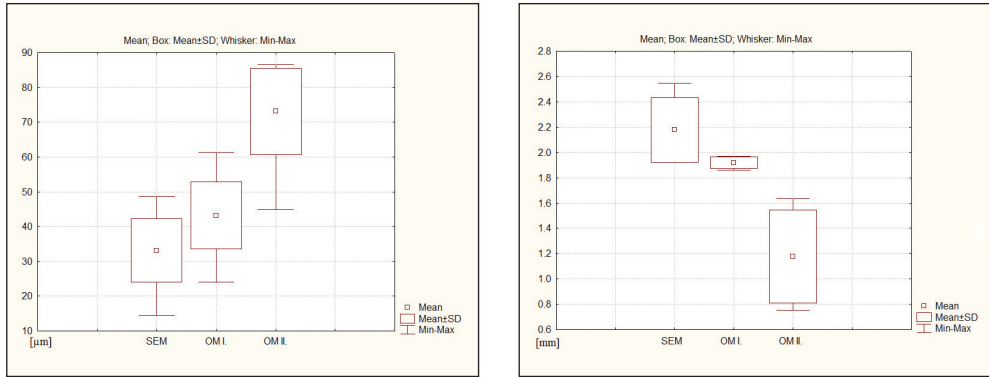 Mean; Box: Mean±SD; Whisker: Min-Max
90
80
70
60
50
40
30
20
10
[µm]
SEM
OM I.
OM II.
Mean
Mean±SD
Min-Max
Mean; Box: Mean±SD; Whisker: Min-Max
2.8
2.6
2.4
2.2
2.0
1.8
1.6
1.4
1.2
1.0
0.8
0.6
[mm]
SEM
OM I.
OM II.
Mean
Mean±SD
Min-Max